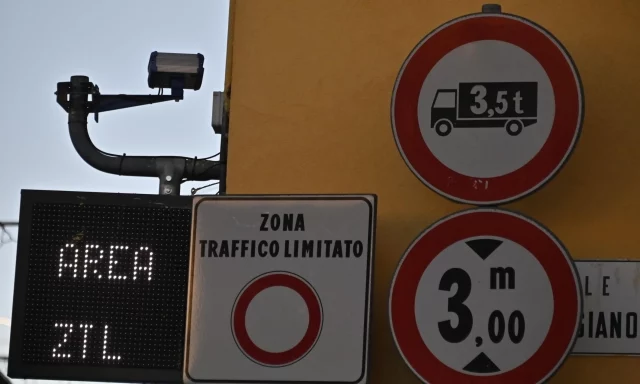 AREA
ZTL
ZONA
TRAFFICO LIMITATO
3,5t
3,00 m